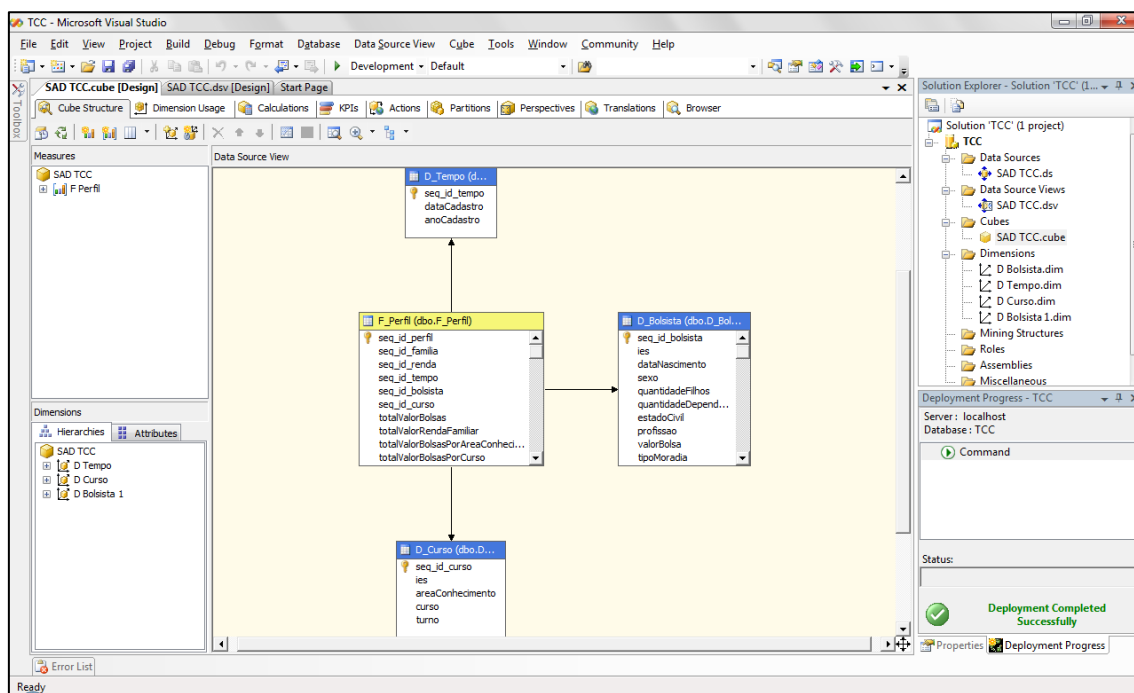 TCC - Microsoft Visual Studio
File Edit View Project Build Debug Format Database Data Source View Cube Tools Window Community Help
Development Default
Toolbox
SAD TCC.cube [Design] SAD TCC.dsv [Design] Start Page
Cube Structure Dimension Usage Calculations KPIs Actions Partitions Perspectives Translations Browser
Measures
SAD TCC
F Perfil
Dimensions
Hierarchies Attributes
SAD TCC
D Tempo
D Curso
D Bolsista 1
Data Source View
D_Tempo (d...
seq_id_tempo
dataCadastro
anoCadastro
F_Perfil (dbo.F_Perfil)
seq_id_perfil
seq_id_familia
seq_id_renda
seq_id_tempo
seq_id_bolsista
seq_id_curso
totalValorBolsas
totalValorRendaFamiliar
totalValorBolsasPorAreaConheci...
totalValorBolsasPorCurso
D_Bolsista (dbo.D_Bol...
seq_id_bolsista
ies
dataNascimento
sexo
quantidadeFilhos
quantidadeDepend...
estadoCivil
profissao
valorBolsa
tipoMoradia
D_Curso (dbo.D...
seq_id_curso
ies
areaConhecimento
curso
turno
Solution Explorer - Solution 'TCC' (1...
Solution 'TCC' (1 project)
TCC
Data Sources
SAD TCC.ds
Data Source Views
SAD TCC.dsv
Cubes
SAD TCC.cube
Dimensions
D Bolsista.dim
D Tempo.dim
D Curso.dim
D Bolsista 1.dim
Mining Structures
Roles
Assemblies
Miscellaneous
Deployment Progress - TCC
Server : localhost
Database : TCC
Command
Status:
Deployment Completed
Successfully
Properties Deployment Progress
Error List
Ready